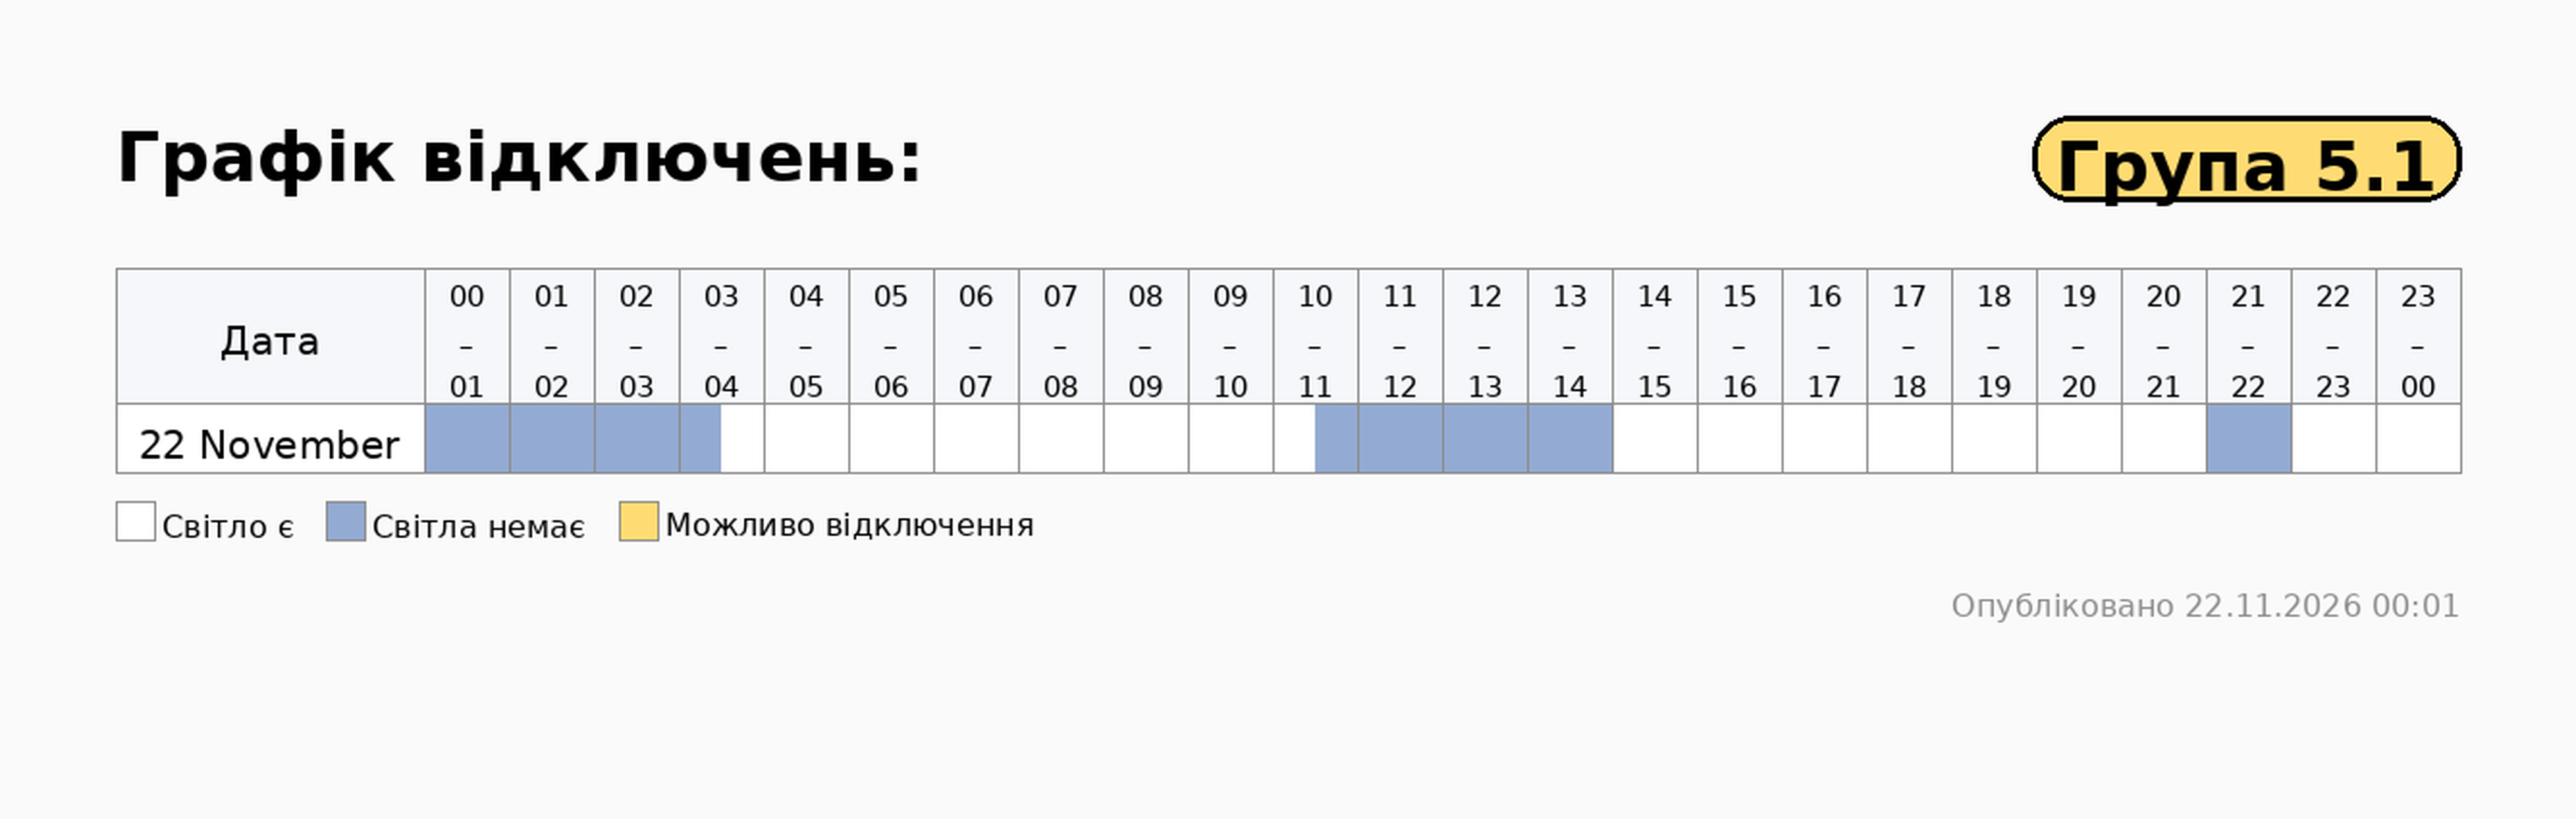 Графік відключень:
Група 5.1
Дата
00 – 01
01 – 02
02 – 03
03 – 04
04 – 05
05 – 06
06 – 07
07 – 08
08 – 09
09 – 10
10 – 11
11 – 12
12 – 13
13 – 14
14 – 15
15 – 16
16 – 17
17 – 18
18 – 19
19 – 20
20 – 21
21 – 22
22 – 23
23 – 00
22 November
Світло є
Світла немає
Можливо відключення
Опубліковано 22.11.2026 00:01